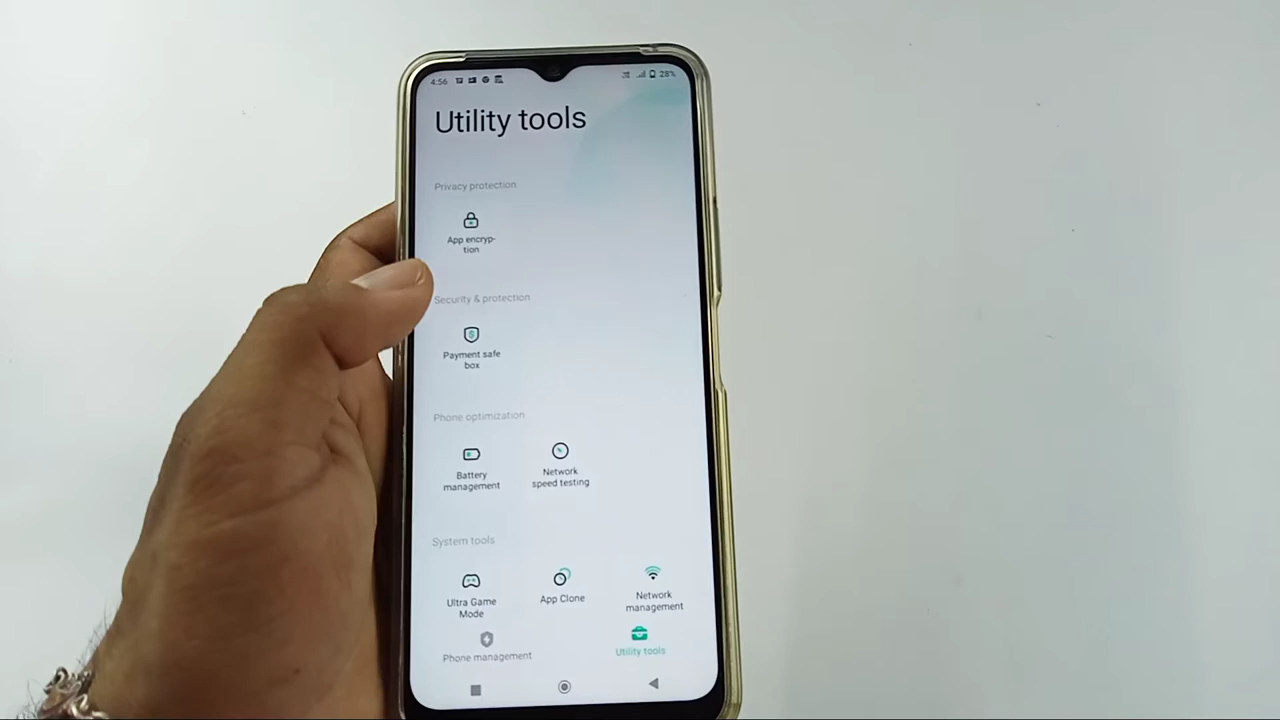 4:56
28%
Utility tools
Privacy protection
App encryp-
tion
Security & protection
Payment safe
box
Phone optimization
Battery
management
Network
speed testing
System tools
Ultra Game
Mode
App Clone
Network
management
Phone management
Utility tools